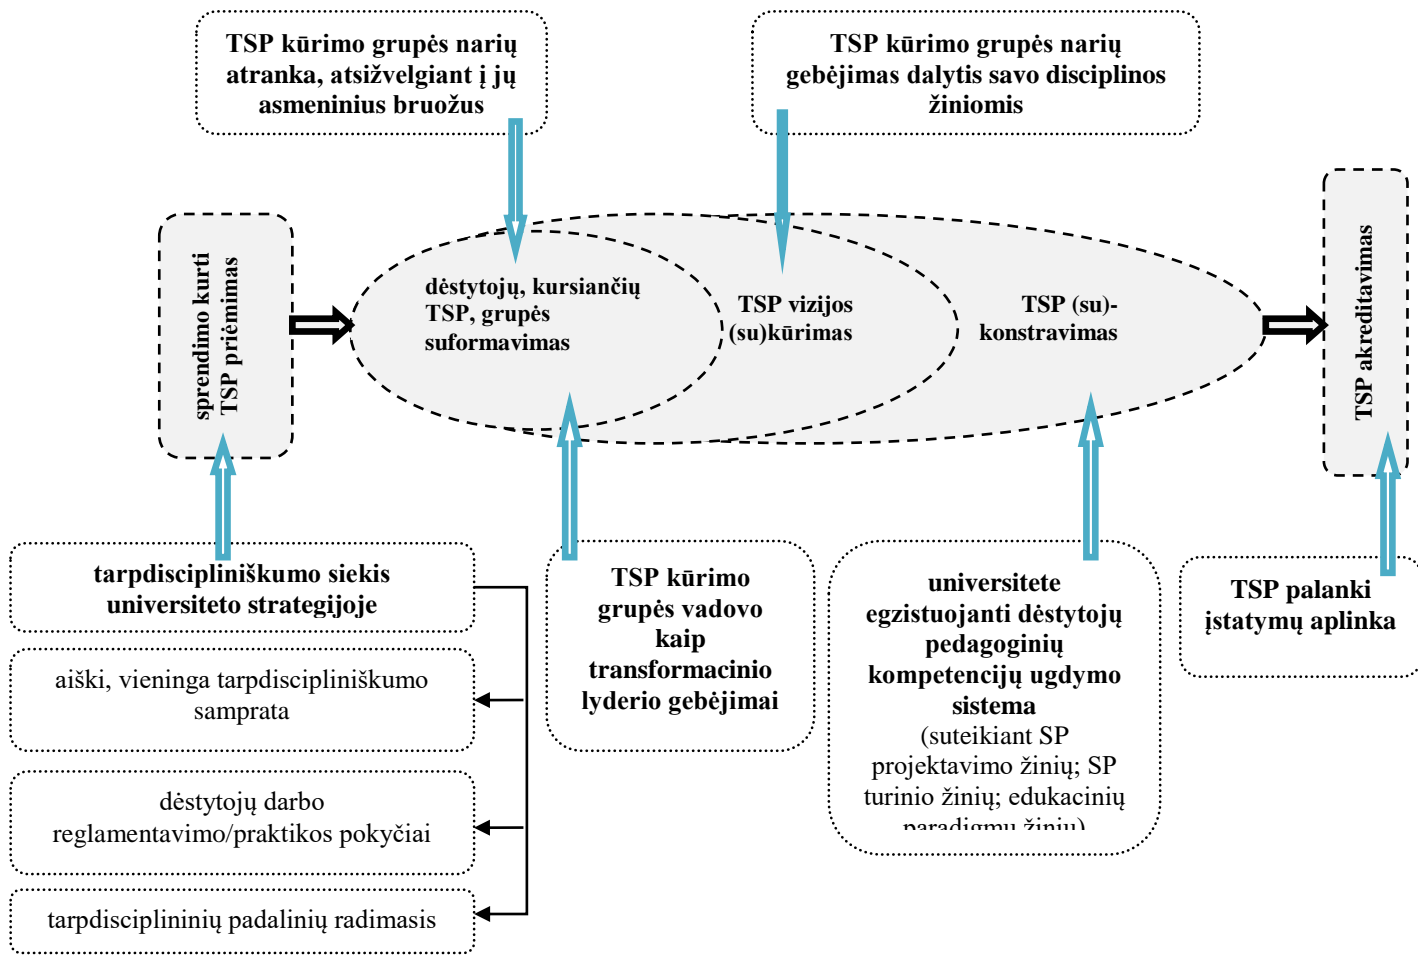 TSP kūrimo grupės narių
atranka, atsižvelgiant į jų
asmeninius bruožus
TSP kūrimo grupės narių
gebėjimas dalytis savo disciplinos
žiniomis
sprendimo kurti
TSP priėmimas
dėstytojų, kursiančių
TSP, grupės
suformavimas
TSP vizijos
(su)kūrimas
TSP (su)-
konstravimas
TSP akreditavimas
tarpdiscipliniškumo siekis
universiteto strategijoje
aiški, vieninga tarpdiscipliniškumo
samprata
dėstytojų darbo
reglamentavimo/praktikos pokyčiai
tarpdisciplininių padalinių radimasis
TSP kūrimo
grupės vadovo
kaip
transformacinio
lyderio gebėjimai
universitete
egzistuojanti dėstytojų
pedagoginių
kompetencijų ugdymo
sistema
(suteikiant SP
projektavimo žinių; SP
turinio žinių; edukacinių
paradigmų žinių)
TSP palanki
įstatymų aplinka